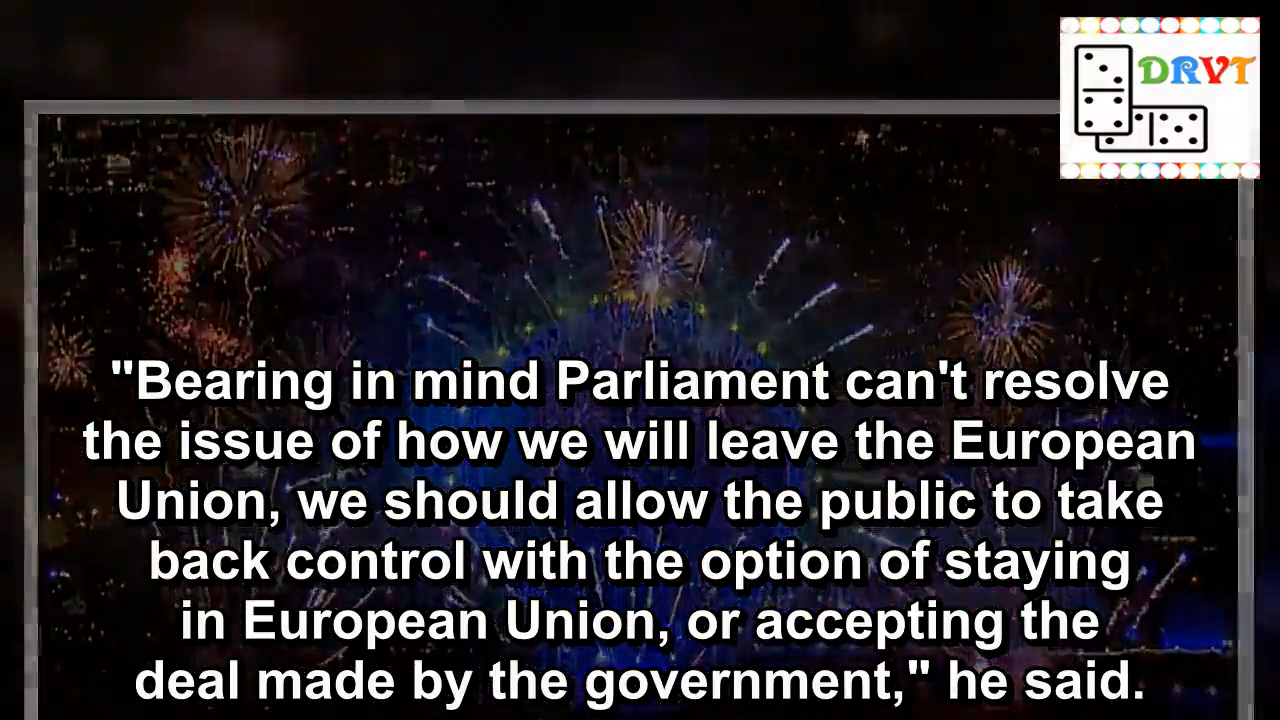 DRVT
"Bearing in mind Parliament can't resolve
the issue of how we will leave the European
Union, we should allow the public to take
back control with the option of staying
in European Union, or accepting the
deal made by the government," he said.